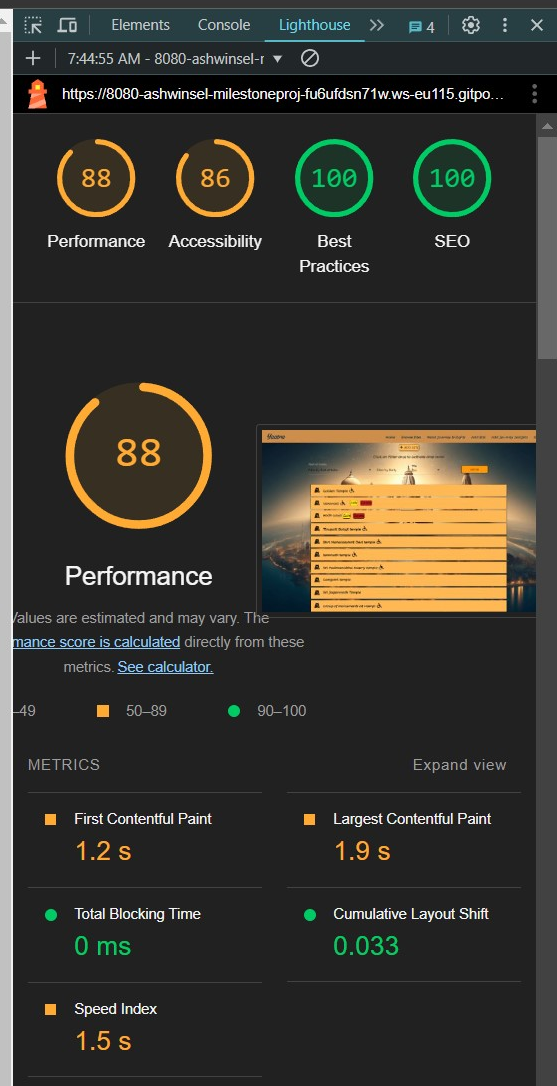 Elements Console Lighthouse 4
7:44:55 AM - 8080-ashwinsel-r
https://8080-ashwinsel-milestoneproj-fu6ufdsn71w.ws-eu115.gitpo...
88 86 100 100
Performance Accessibility Best Practices SEO
88
Performance
Values are estimated and may vary. The
mance score is calculated directly from these
metrics. See calculator.
–49 50–89 90–100
METRICS Expand view
First Contentful Paint
1.2 s
Largest Contentful Paint
1.9 s
Total Blocking Time
0 ms
Cumulative Layout Shift
0.033
Speed Index
1.5 s